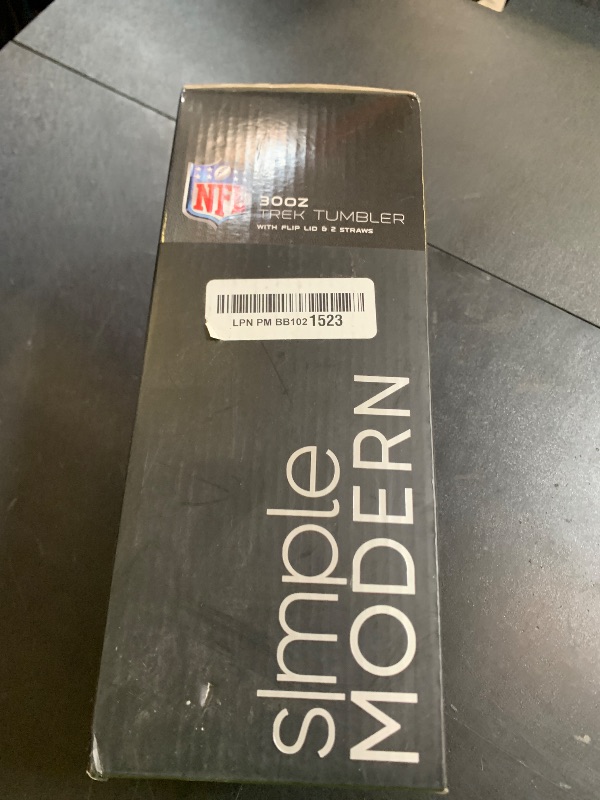 NFL
30OZ
TREK TUMBLER
WITH FLIP LID & 2 STRAWS
LPN PM BB102 1523
sImple
MODERN